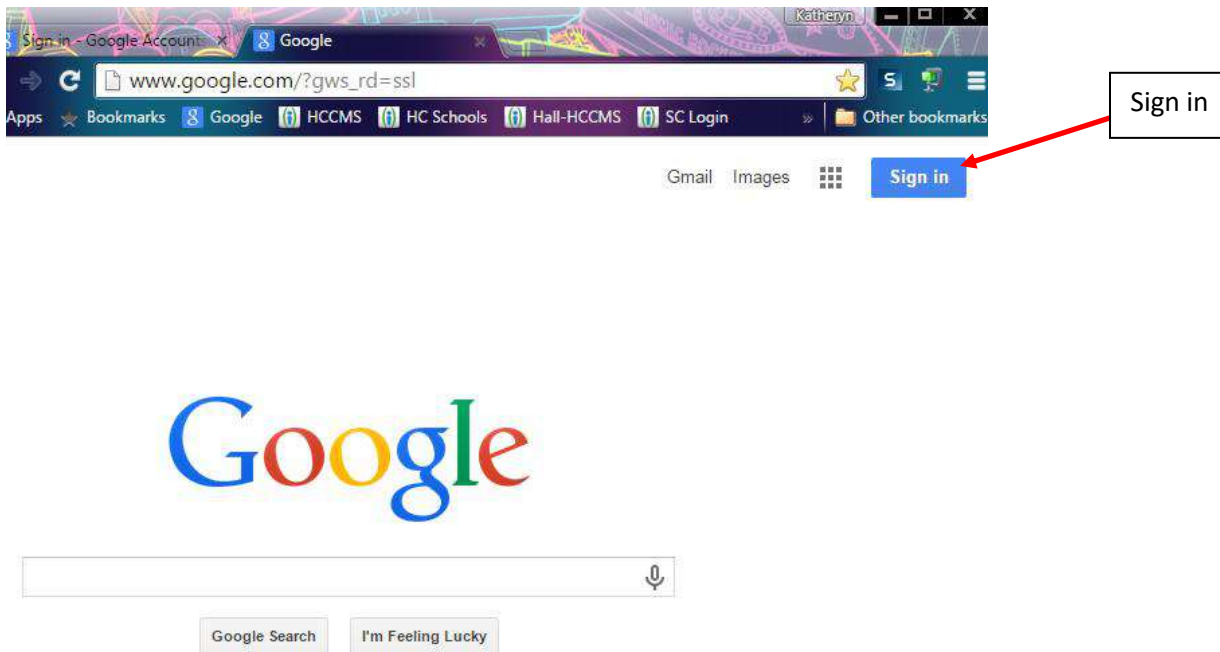 Katheryn
Sign in - Google Accounts
Google
www.google.com/?gws_rd=ssl
Apps Bookmarks Google HCCMS HC Schools Hall-HCCMS SC Login » Other bookmarks
Sign in
Gmail Images Sign in
Google
Google Search I'm Feeling Lucky